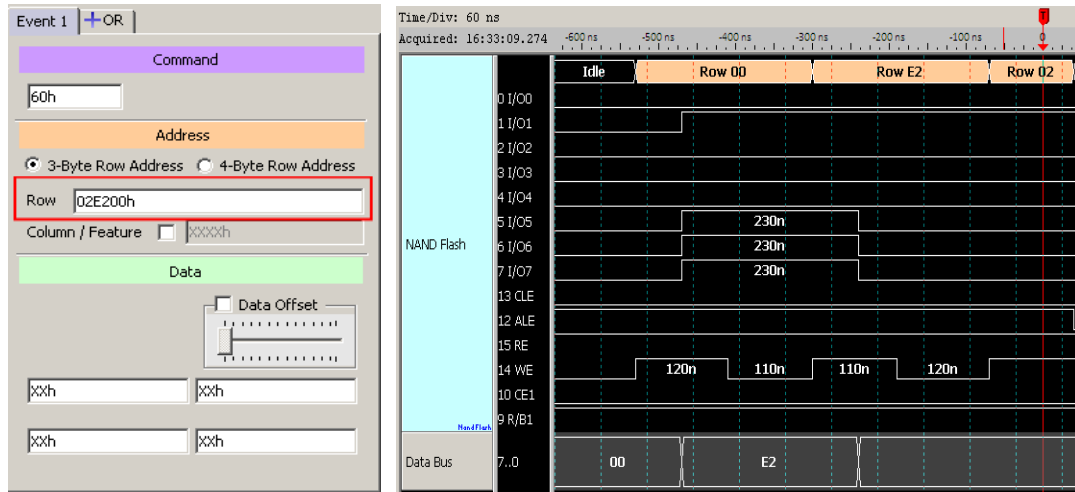 Event 1 +OR
Command
60h
Address
3-Byte Row Address 4-Byte Row Address
Row 02E200h
Column / Feature XXXXh
Data
Data Offset
XXh XXh
XXh XXh
Time/Div: 60 ns
Acquired: 16:33:09.274 -600 ns -500 ns -400 ns -300 ns -200 ns -100 ns 0
T
Idle Row 00 Row E2 Row 02
0 I/O0
1 I/O1
2 I/O2
3 I/O3
4 I/O4
5 I/O5 230n
NAND Flash 6 I/O6 230n
7 I/O7 230n
13 CLE
12 ALE
15 RE
14 WE 120n 110n 110n 120n
10 CE1
NandFlash 9 R/B1
Data Bus 7..0 00 E2